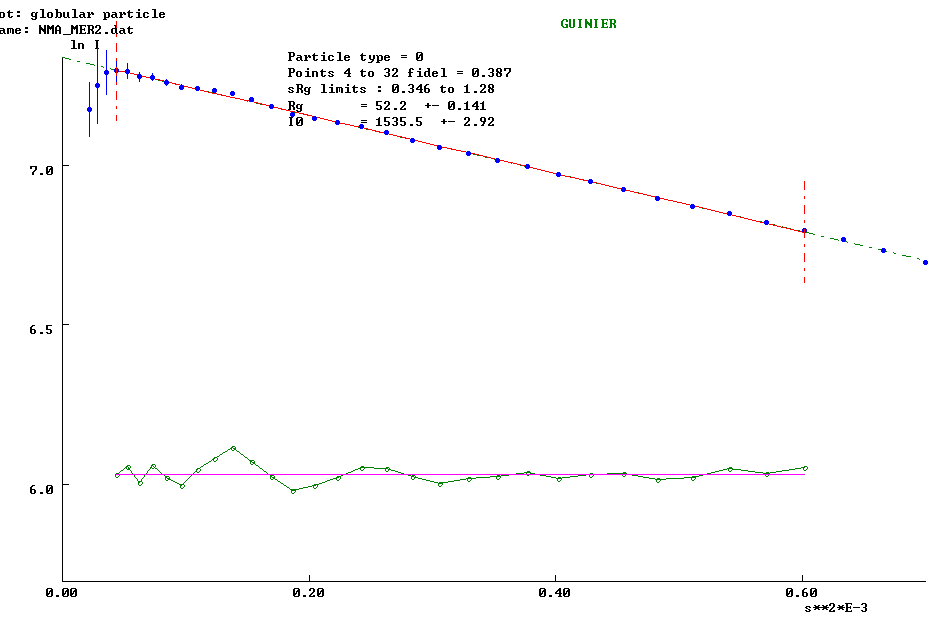 ot: globular particle
ame: NMA_MER2.dat
ln I
GUINIER
Particle type = 0
Points 4 to 32 fidel = 0.387
sRg limits : 0.346 to 1.28
Rg = 52.2 +- 0.141
I0 = 1535.5 +- 2.92
7.0
6.5
6.0
0.00 0.20 0.40 0.60
s**2*E-3